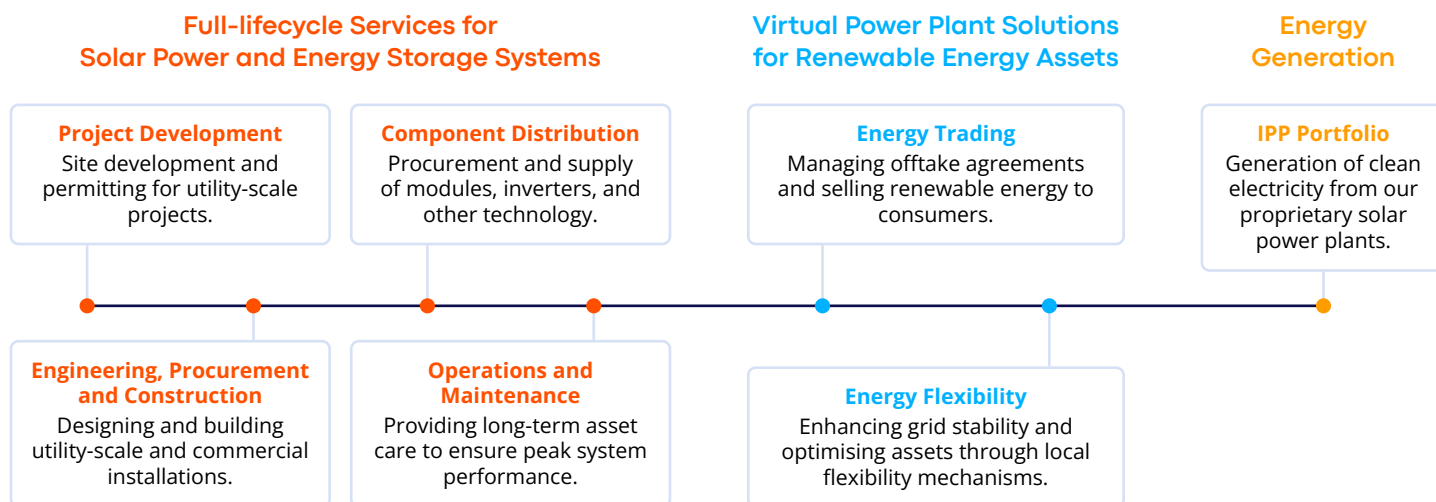 Full-lifecycle Services for
Solar Power and Energy Storage Systems
Virtual Power Plant Solutions
for Renewable Energy Assets
Energy
Generation
Project Development
Site development and
permitting for utility-scale
projects.
Component Distribution
Procurement and supply
of modules, inverters, and
other technology.
Energy Trading
Managing offtake agreements
and selling renewable energy to
consumers.
IPP Portfolio
Generation of clean
electricity from our
proprietary solar
power plants.
Engineering, Procurement
and Construction
Designing and building
utility-scale and commercial
installations.
Operations and
Maintenance
Providing long-term asset
care to ensure peak system
performance.
Energy Flexibility
Enhancing grid stability and
optimising assets through local
flexibility mechanisms.